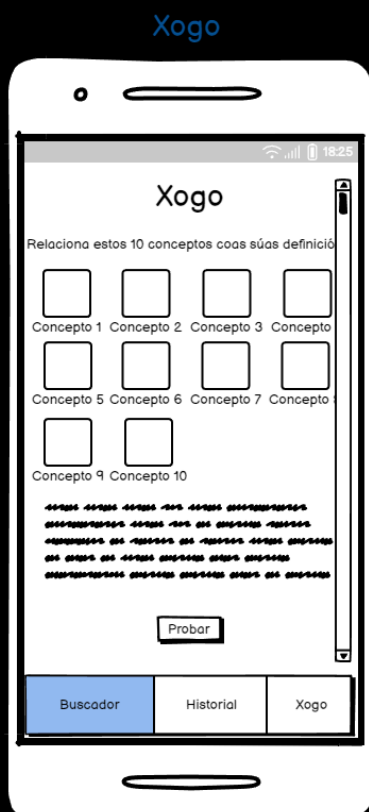 Xogo
18:25
Xogo
Relaciona estos 10 conceptos coas súas definició
Concepto 1 Concepto 2 Concepto 3 Concepto
Concepto 5 Concepto 6 Concepto 7 Concepto
Concepto 9 Concepto 10
Probar
Buscador Historial Xogo